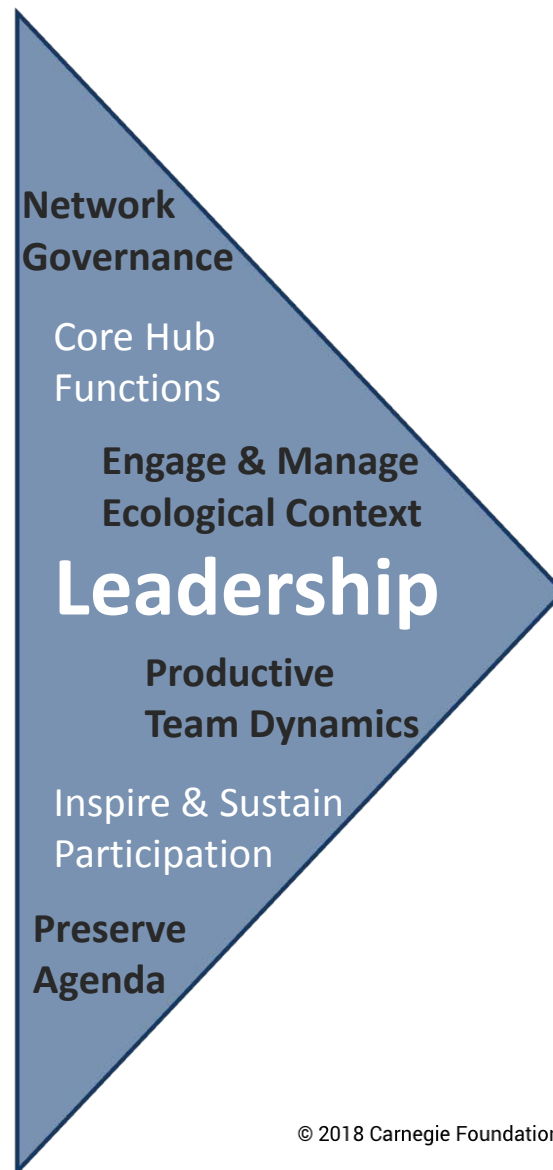 Network
Governance
Core Hub
Functions
Engage & Manage
Ecological Context
Leadership
Productive
Team Dynamics
Inspire & Sustain
Participation
Preserve
Agenda
© 2018 Carnegie Foundation